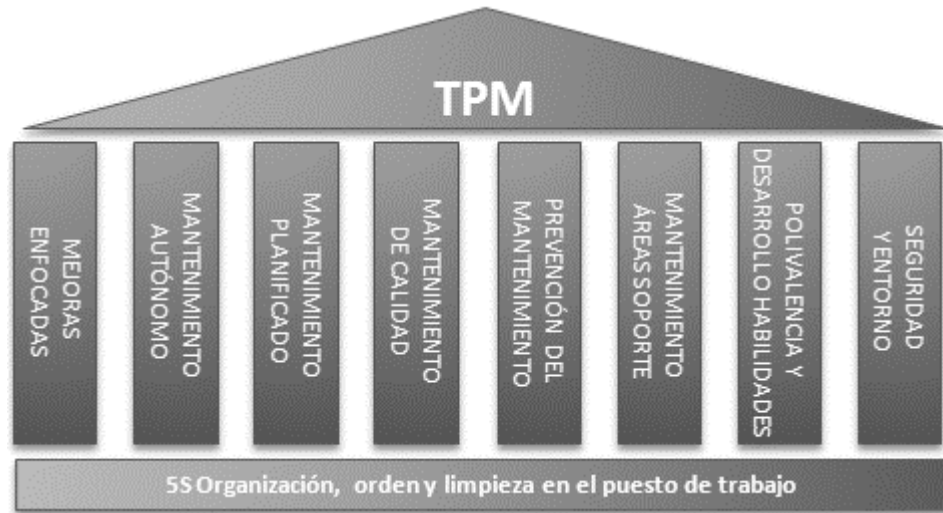 TPM
MEJORAS
ENFOCADAS
MANTENIMIENTO
AUTÓNOMO
MANTENIMIENTO
PLANIFICADO
MANTENIMIENTO
DE CALIDAD
PREVENCIÓN DEL
MANTENIMIENTO
MANTENIMIENTO
ÁREAS SOPORTE
POLIVALENCIA Y
DESARROLLO HABILIDADES
SEGURIDAD
Y ENTORNO
5S Organización, orden y limpieza en el puesto de trabajo